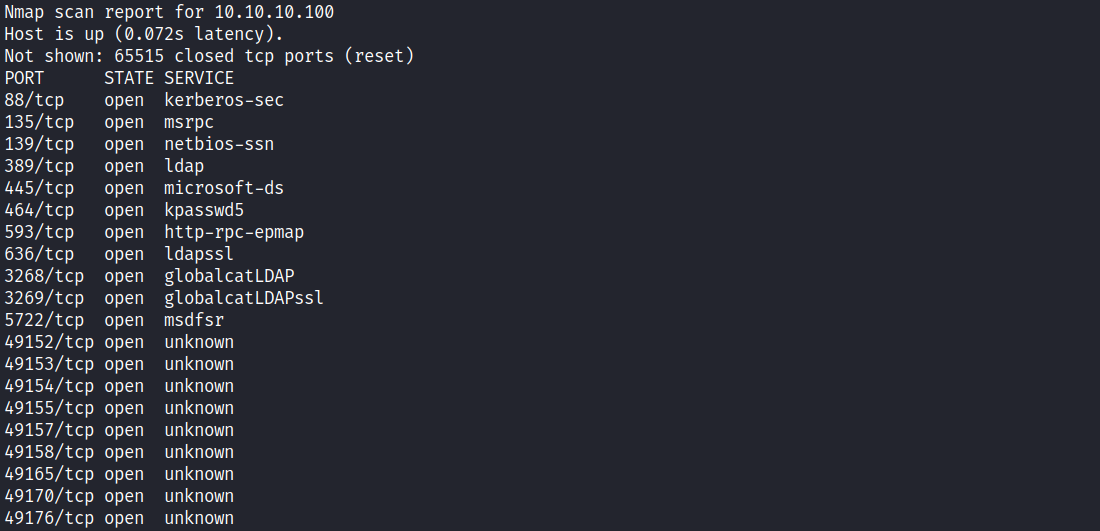 Nmap scan report for 10.10.10.100
Host is up (0.072s latency).
Not shown: 65515 closed tcp ports (reset)
PORT      STATE SERVICE
88/tcp    open  kerberos-sec
135/tcp   open  msrpc
139/tcp   open  netbios-ssn
389/tcp   open  ldap
445/tcp   open  microsoft-ds
464/tcp   open  kpasswd5
593/tcp   open  http-rpc-epmap
636/tcp   open  ldapssl
3268/tcp  open  globalcatLDAP
3269/tcp  open  globalcatLDAPssl
5722/tcp  open  msdfsr
49152/tcp open  unknown
49153/tcp open  unknown
49154/tcp open  unknown
49155/tcp open  unknown
49157/tcp open  unknown
49158/tcp open  unknown
49165/tcp open  unknown
49170/tcp open  unknown
49176/tcp open  unknown